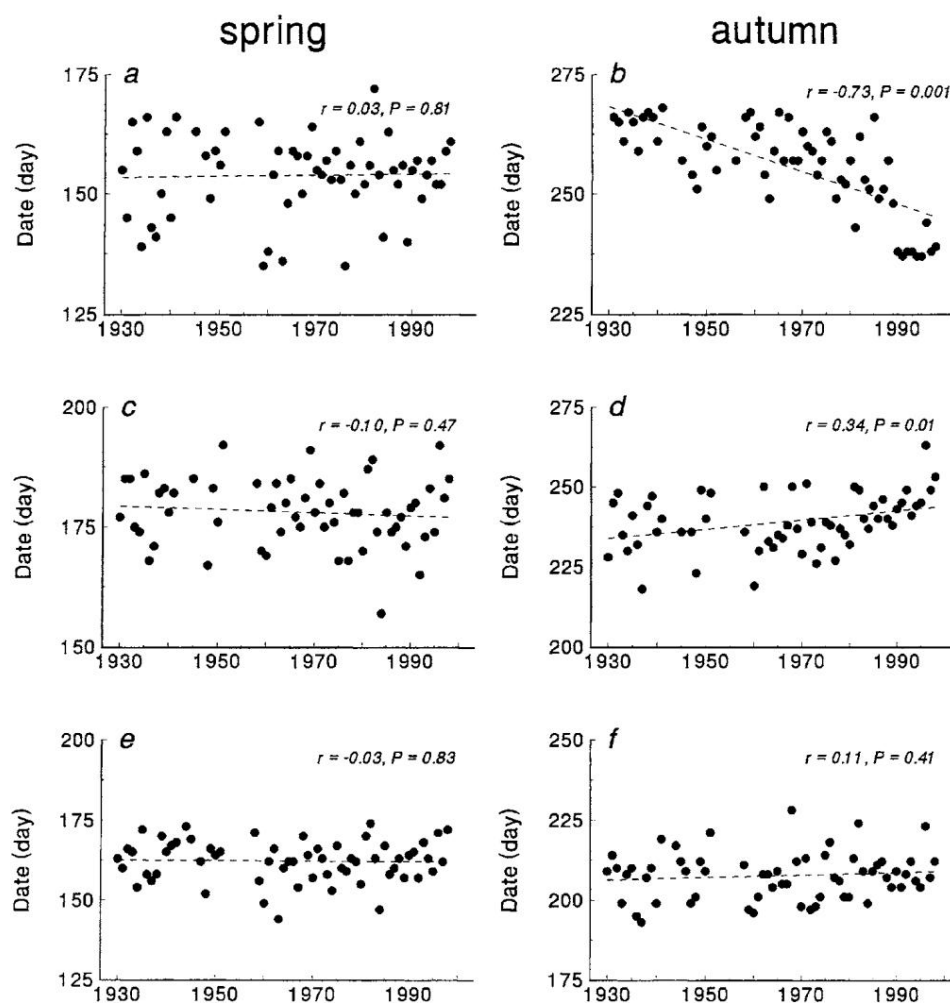 spring
autumn
a
r = 0.03, P = 0.81
175
150
125
Date (day)
1930 1950 1970 1990
b
r = -0.73, P = 0.001
275
250
225
Date (day)
1930 1950 1970 1990
c
r = -0.10, P = 0.47
200
175
150
Date (day)
1930 1950 1970 1990
d
r = 0.34, P = 0.01
275
250
225
200
Date (day)
1930 1950 1970 1990
e
r = -0.03, P = 0.83
200
175
150
125
Date (day)
1930 1950 1970 1990
f
r = 0.11, P = 0.41
250
225
200
175
Date (day)
1930 1950 1970 1990